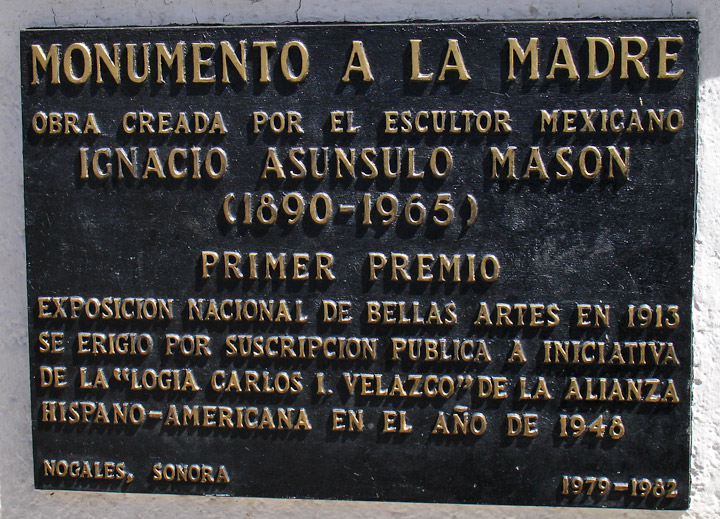 MONUMENTO A LA MADRE
OBRA CREADA POR EL ESCULTOR MEXICANO
IGNACIO ASUNSULO MASON
(1890-1965)
PRIMER PREMIO
EXPOSICION NACIONAL DE BELLAS ARTES EN 1913
SE ERIGIO POR SUSCRIPCION PUBLICA A INICIATIVA
DE LA "LOGIA CARLOS I. VELAZCO" DE LA ALIANZA
HISPANO-AMERICANA EN EL AÑO DE 1948
NOGALES, SONORA 1979-1982